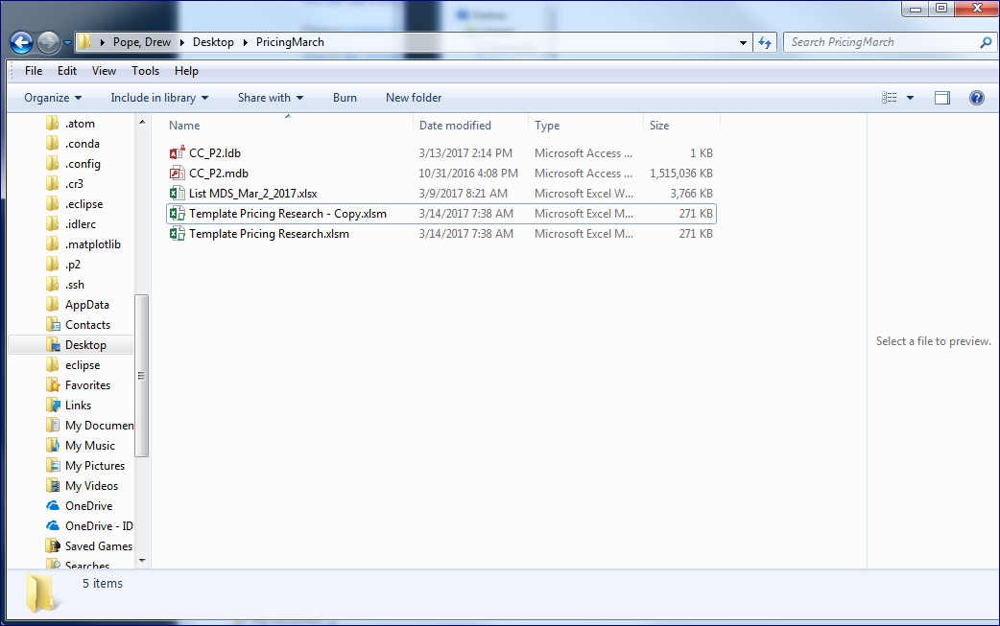 Pope, Drew Desktop PricingMarch Search PricingMarch
File Edit View Tools Help
Organize Include in library Share with Burn New folder
Name Date modified Type Size
.atom
.conda
.config
.cr3
.eclipse
.idlerc
.matplotlib
.p2
.ssh
AppData
Contacts
Desktop
eclipse
Favorites
Links
My Documen
My Music
My Pictures
My Videos
OneDrive
OneDrive - ID
Saved Games
Searches
CC_P2.ldb 3/13/2017 2:14 PM Microsoft Access ... 1 KB
CC_P2.mdb 10/31/2016 4:08 PM Microsoft Access ... 1,515,036 KB
List MDS_Mar_2_2017.xlsx 3/9/2017 8:21 AM Microsoft Excel W... 3,766 KB
Template Pricing Research - Copy.xlsm 3/14/2017 7:38 AM Microsoft Excel M... 271 KB
Template Pricing Research.xlsm 3/14/2017 7:38 AM Microsoft Excel M... 271 KB
Select a file to preview.
5 items